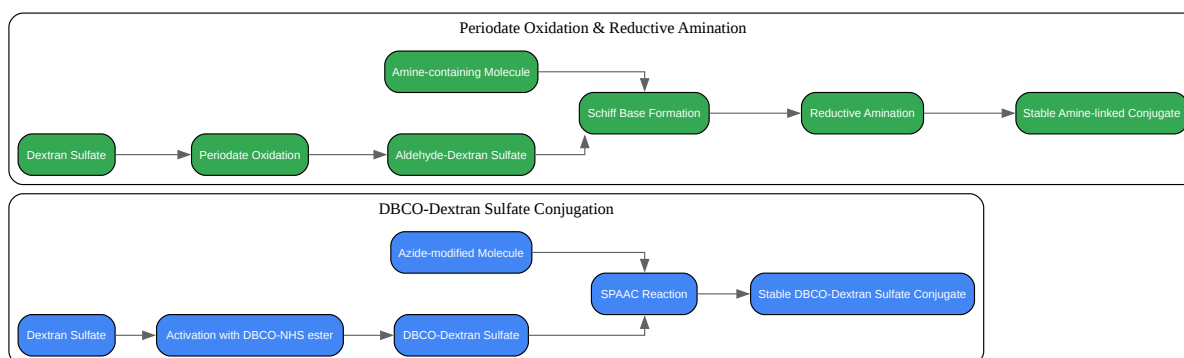 Periodate Oxidation & Reductive Amination
Amine-containing Molecule
Schiff Base Formation
Reductive Amination
Stable Amine-linked Conjugate
Dextran Sulfate
Periodate Oxidation
Aldehyde-Dextran Sulfate
DBCO-Dextran Sulfate Conjugation
Azide-modified Molecule
SPAAC Reaction
Stable DBCO-Dextran Sulfate Conjugate
Dextran Sulfate
Activation with DBCO-NHS ester
DBCO-Dextran Sulfate